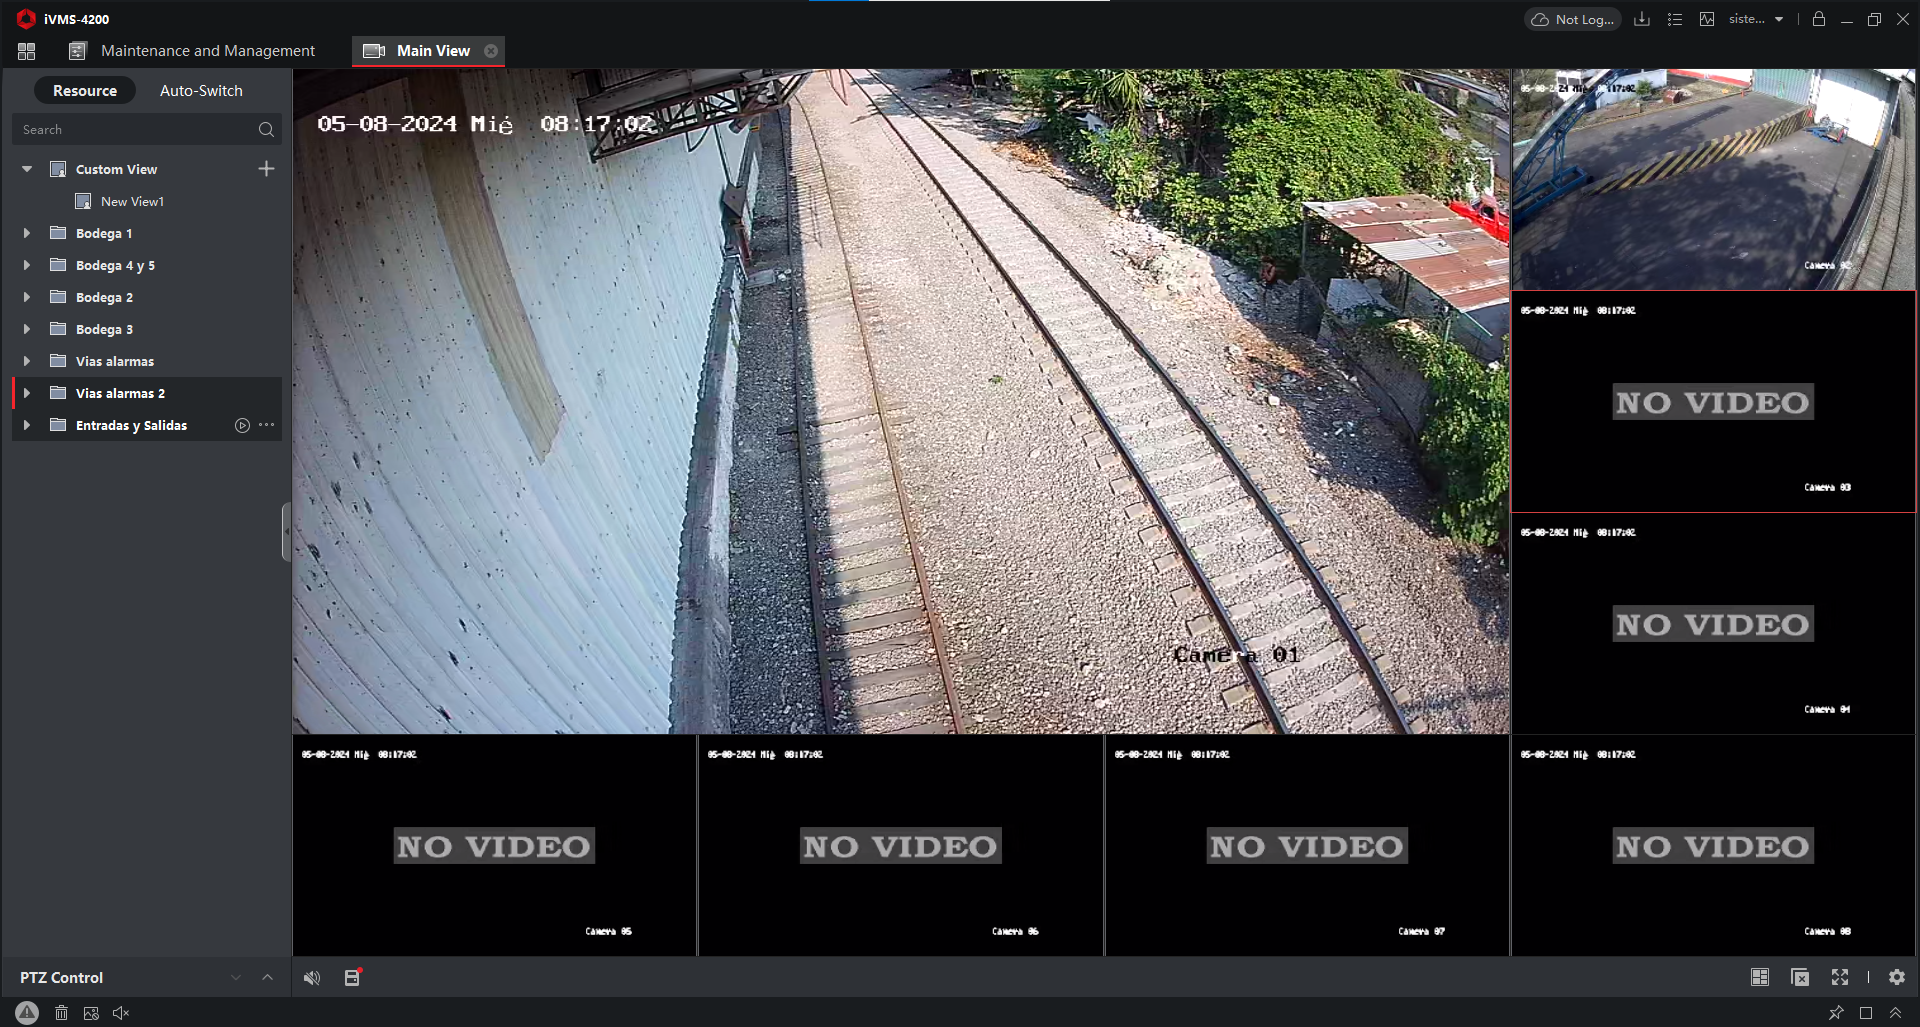 iVMS-4200
Not Log...
siste...
Maintenance and Management
Main View
Resource
Auto-Switch
Search
Custom View
New View1
Bodega 1
Bodega 4 y 5
Bodega 2
Bodega 3
Vias alarmas
Vias alarmas 2
Entradas y Salidas
PTZ Control
05-08-2024 Mié 08:17:02
Camera 01
05-08-2024 Mié 08:17:02
Camera 02
05-08-2024 Mié 08:17:02
NO VIDEO
Camera 03
05-08-2024 Mié 08:17:02
NO VIDEO
Camera 04
05-08-2024 Mié 08:17:02
NO VIDEO
Camera 05
05-08-2024 Mié 08:17:02
NO VIDEO
Camera 06
05-08-2024 Mié 08:17:02
NO VIDEO
Camera 07
05-08-2024 Mié 08:17:02
NO VIDEO
Camera 08